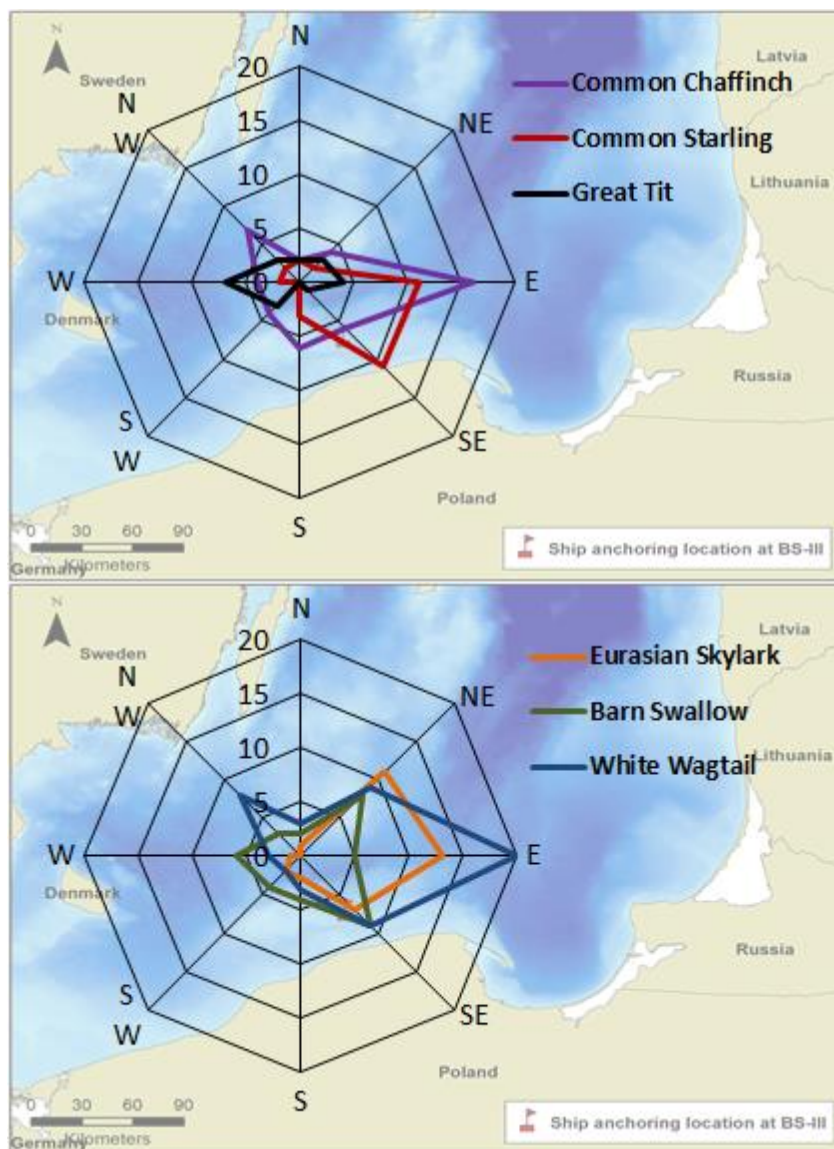 N
N
Sweden
Latvia
20
Common Chaffinch
N
W
15
NE
Common Starling
10
Lithuania
Great Tit
5
W
0
E
Denmark
Russia
S
W
SE
S
Poland
0 30 60 90
Kilometers
Germany
Ship anchoring location at BS-III
N
N
Sweden
Latvia
20
Eurasian Skylark
N
W
15
NE
Barn Swallow
10
Lithuania
White Wagtail
5
W
0
E
Denmark
Russia
S
W
SE
S
Poland
0 30 60 90
Kilometers
Germany
Ship anchoring location at BS-III